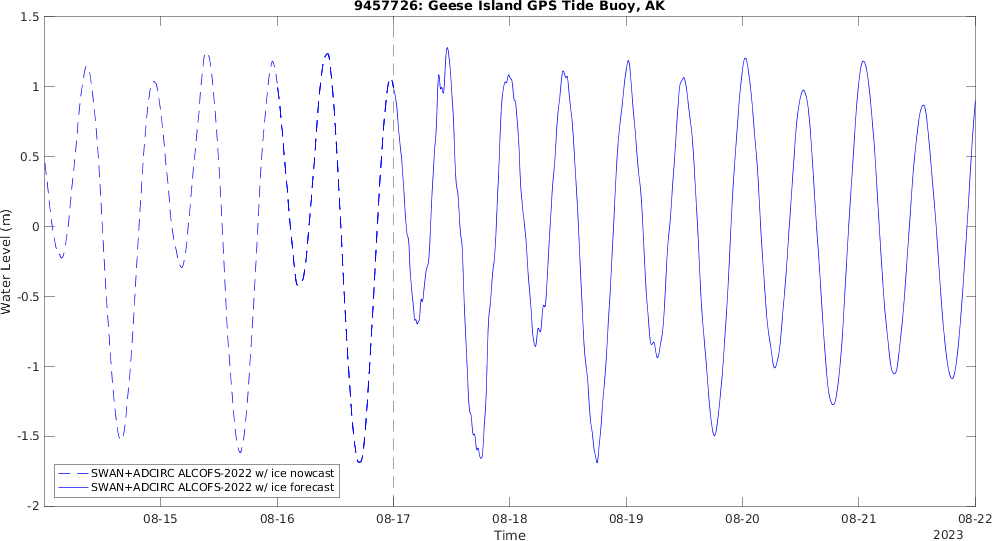 9457726: Geese Island GPS Tide Buoy, AK
Water Level (m)
1.5
1
0.5
0
-0.5
-1
-1.5
-2
SWAN+ADCIRC ALCOFS-2022 w/ ice nowcast
SWAN+ADCIRC ALCOFS-2022 w/ ice forecast
08-15 08-16 08-17 08-18 08-19 08-20 08-21 08-22
Time
2023